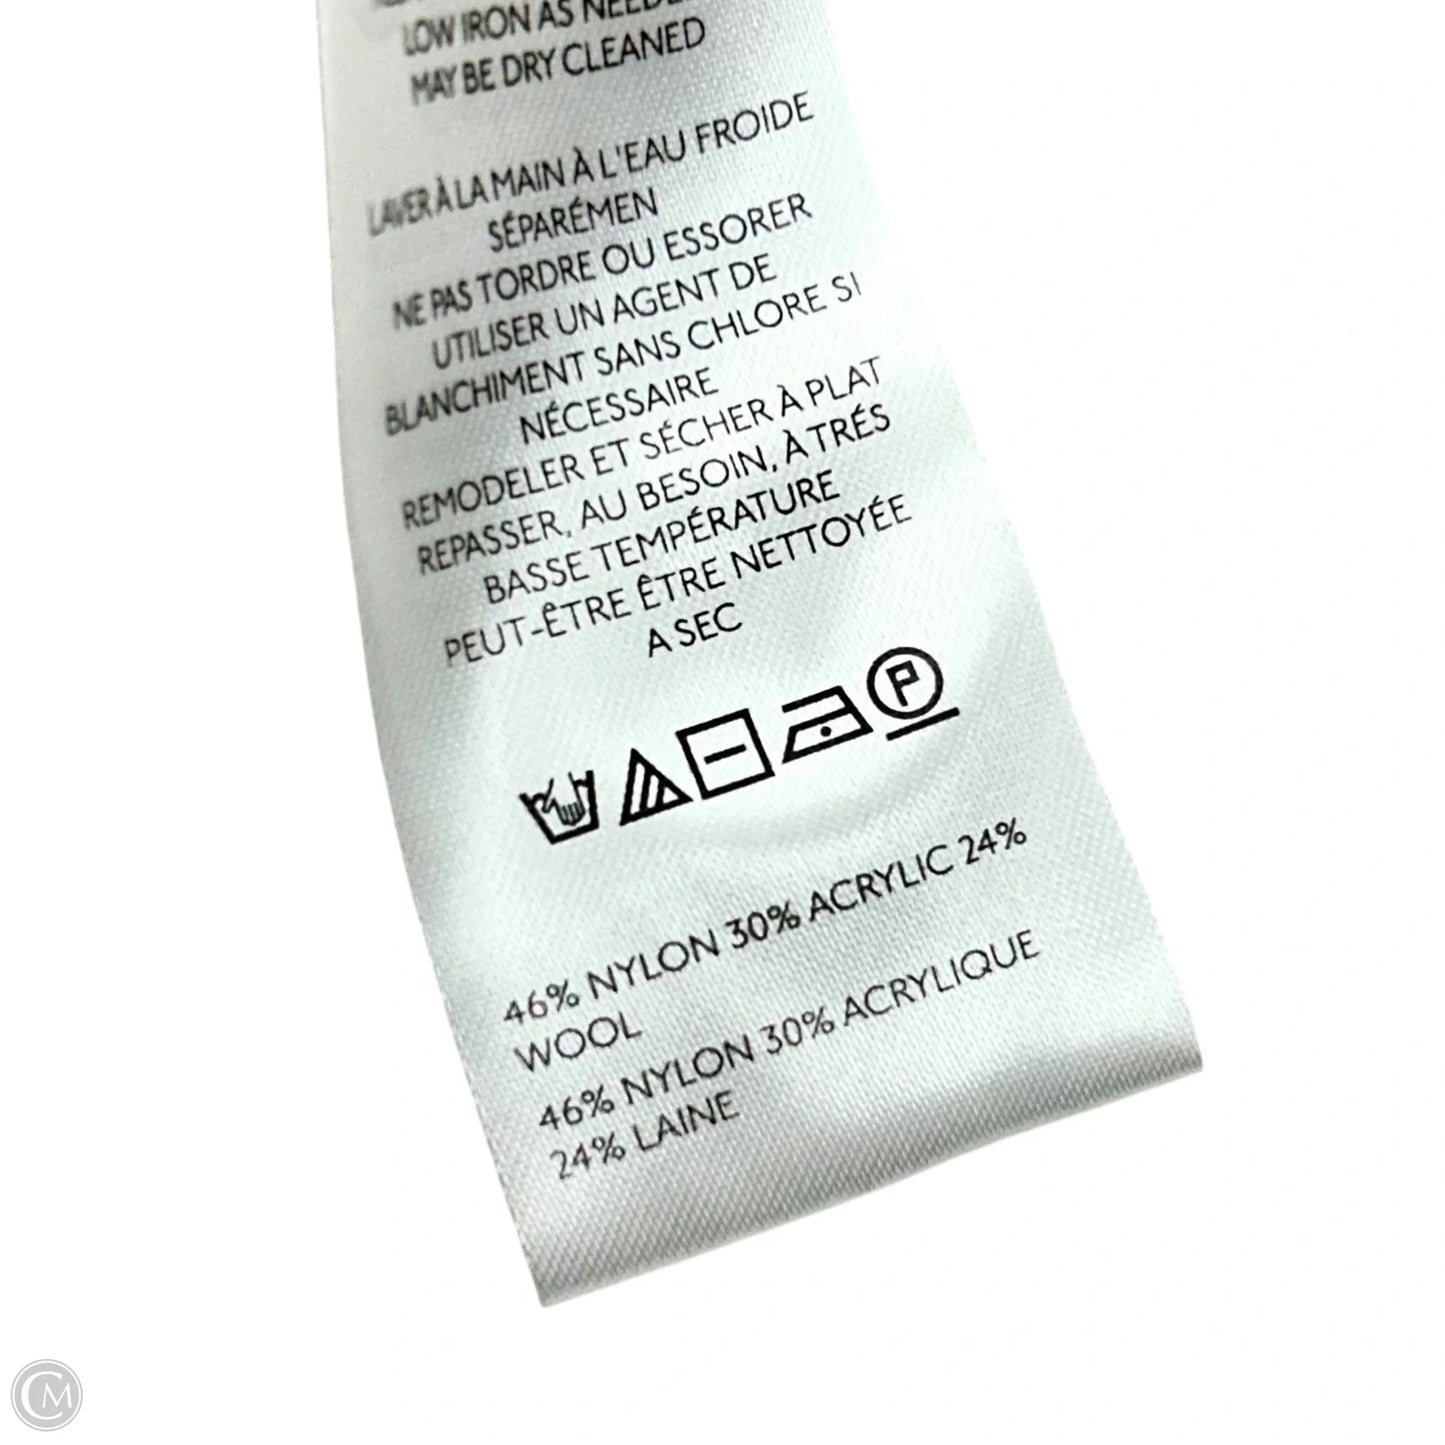 LOW IRON AS
MAY BE DRY CLEANED
LAVER À LA MAIN À L'EAU FROIDE
SÉPARÉMEN
NE PAS TORDRE OU ESSORER
UTILISER UN AGENT DE
BLANCHIMENT SANS CHLORE SI
NÉCESSAIRE
REMODELER ET SÉCHER À PLAT
REPASSER, AU BESOIN, À TRÉS
BASSE TEMPÉRATURE
PEUT-ÊTRE ÊTRE NETTOYÉE
A SEC
P
46% NYLON 30% ACRYLIC 24%
WOOL
46% NYLON 30% ACRYLIQUE
24% LAINE
CM